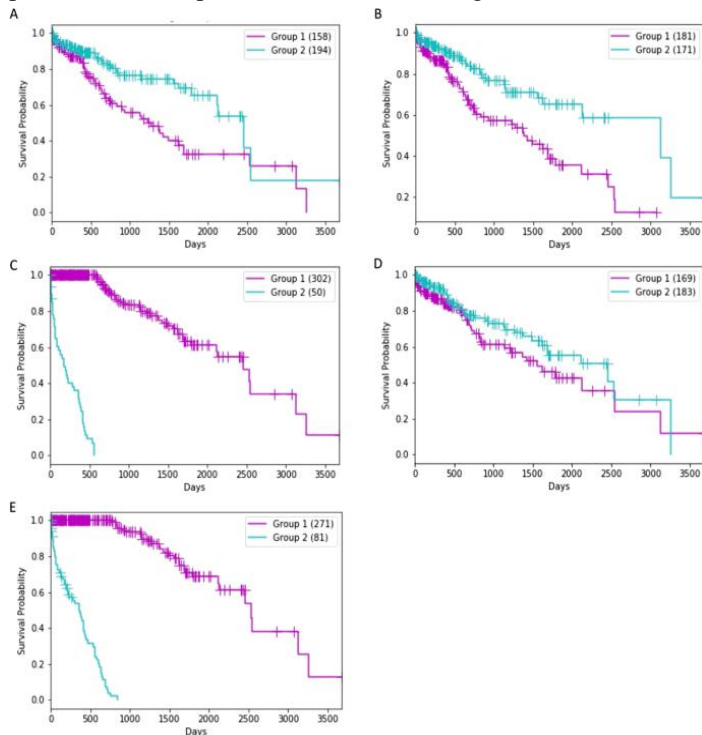 A
Group 1 (158)
Group 2 (194)
Survival Probability
1.0
0.8
0.6
0.4
0.2
0.0
0 500 1000 1500 2000 2500 3000 3500
Days
B
Group 1 (181)
Group 2 (171)
Survival Probability
1.0
0.8
0.6
0.4
0.2
0 500 1000 1500 2000 2500 3000 3500
Days
C
Group 1 (302)
Group 2 (50)
Survival Probability
1.0
0.8
0.6
0.4
0.2
0.0
0 500 1000 1500 2000 2500 3000 3500
Days
D
Group 1 (169)
Group 2 (183)
Survival Probability
1.0
0.8
0.6
0.4
0.2
0.0
0 500 1000 1500 2000 2500 3000 3500
Days
E
Group 1 (271)
Group 2 (81)
Survival Probability
1.0
0.8
0.6
0.4
0.2
0.0
0 500 1000 1500 2000 2500 3000 3500
Days